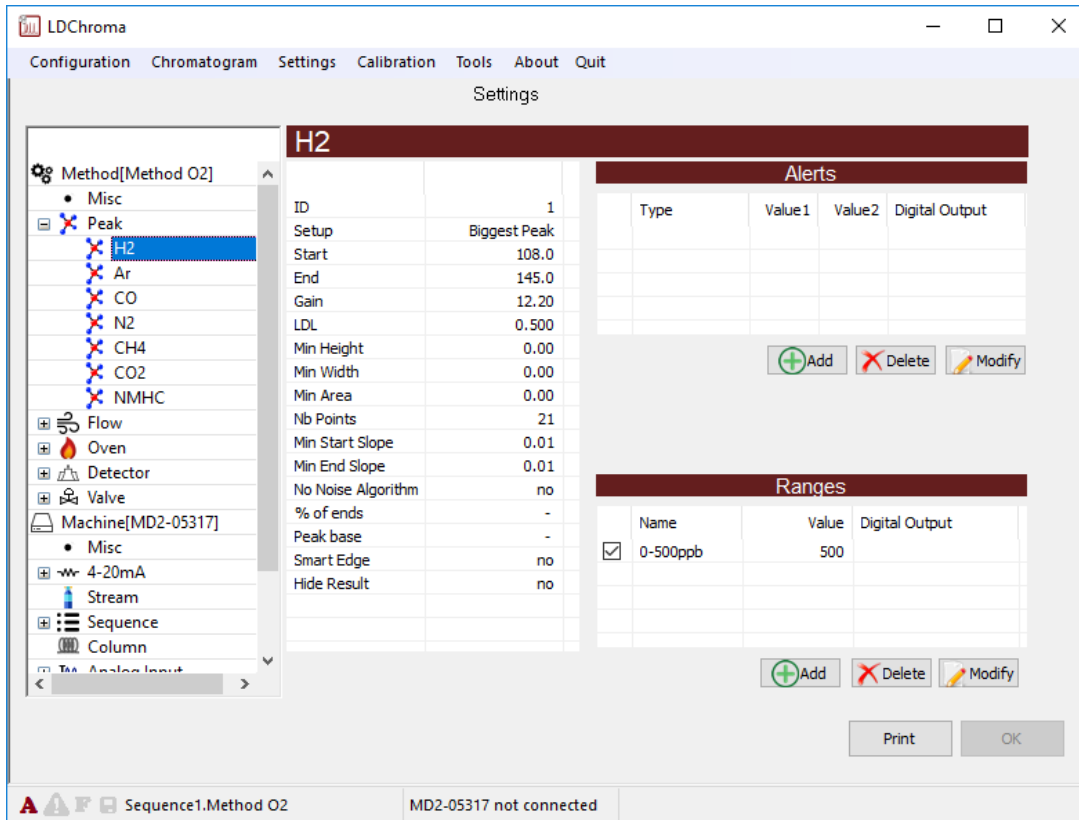 LDChroma
Configuration Chromatogram Settings Calibration Tools About Quit
Settings
Method[Method O2]
Misc
Peak
H2
Ar
CO
N2
CH4
CO2
NMHC
Flow
Oven
Detector
Valve
Machine[MD2-05317]
Misc
4-20mA
Stream
Sequence
Column
Analog Input
H2
ID 1
Setup Biggest Peak
Start 108.0
End 145.0
Gain 12.20
LDL 0.500
Min Height 0.00
Min Width 0.00
Min Area 0.00
Nb Points 21
Min Start Slope 0.01
Min End Slope 0.01
No Noise Algorithm no
% of ends -
Peak base -
Smart Edge no
Hide Result no
Alerts
Type Value1 Value2 Digital Output
Add Delete Modify
Ranges
Name Value Digital Output
0-500ppb 500
Add Delete Modify
Print OK
A F Sequence1.Method O2 MD2-05317 not connected